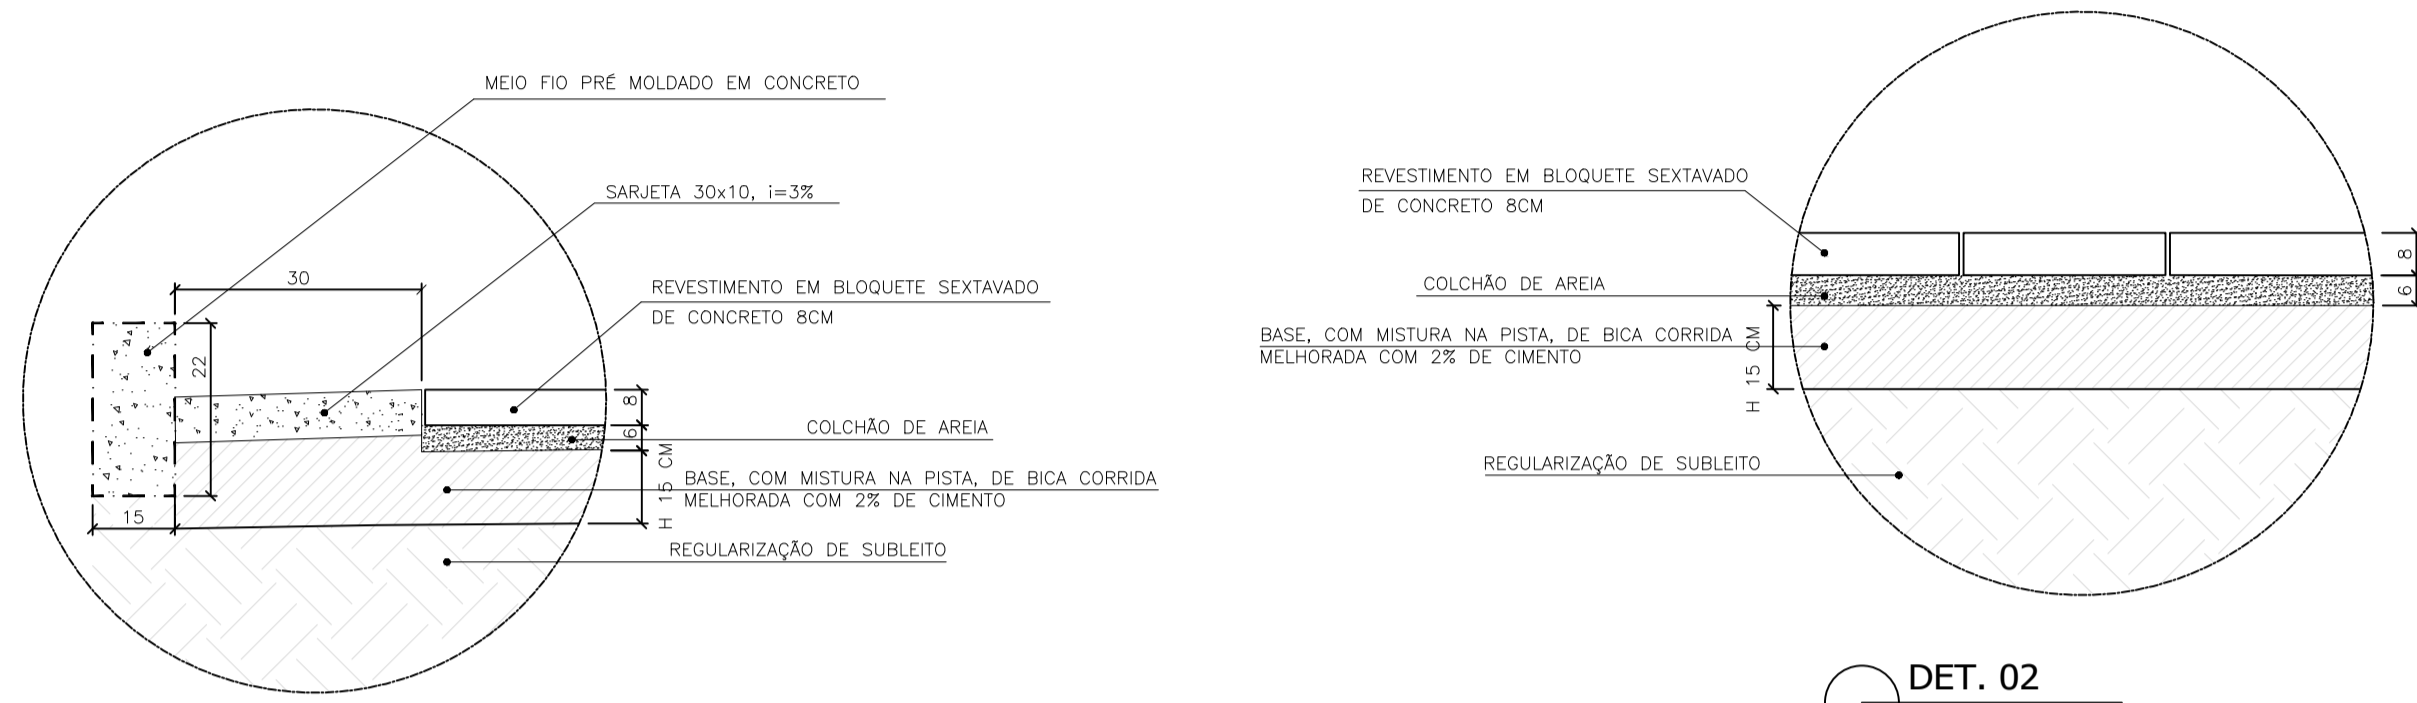 MEIO FIO PRÉ MOLDADO EM CONCRETO
SARJETA 30x10, i=3%
30
REVESTIMENTO EM BLOQUETE SEXTAVADO
DE CONCRETO 8CM
22
8
COLCHÃO DE AREIA
6
H 15 CM
BASE, COM MISTURA NA PISTA, DE BICA CORRIDA
MELHORADA COM 2% DE CIMENTO
15
REGULARIZAÇÃO DE SUBLEITO
REVESTIMENTO EM BLOQUETE SEXTAVADO
DE CONCRETO 8CM
8
COLCHÃO DE AREIA
6
BASE, COM MISTURA NA PISTA, DE BICA CORRIDA
MELHORADA COM 2% DE CIMENTO
H 15 CM
REGULARIZAÇÃO DE SUBLEITO
DET. 02